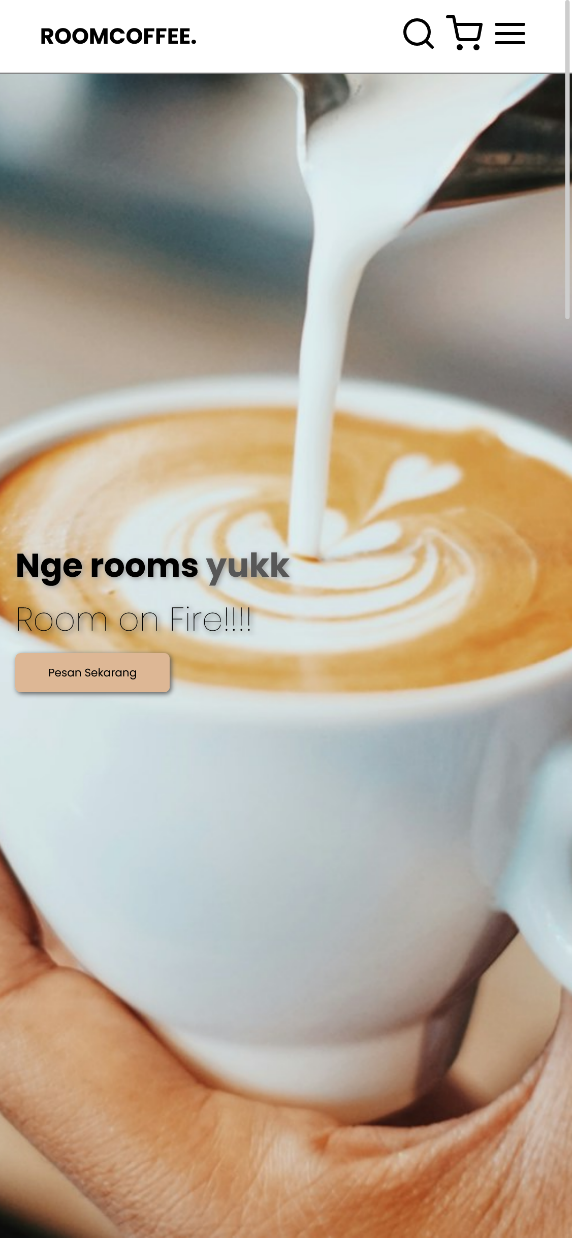 ROOMCOFFEE.
Nge rooms yukk
Room on Fire!!!!
Pesan Sekarang